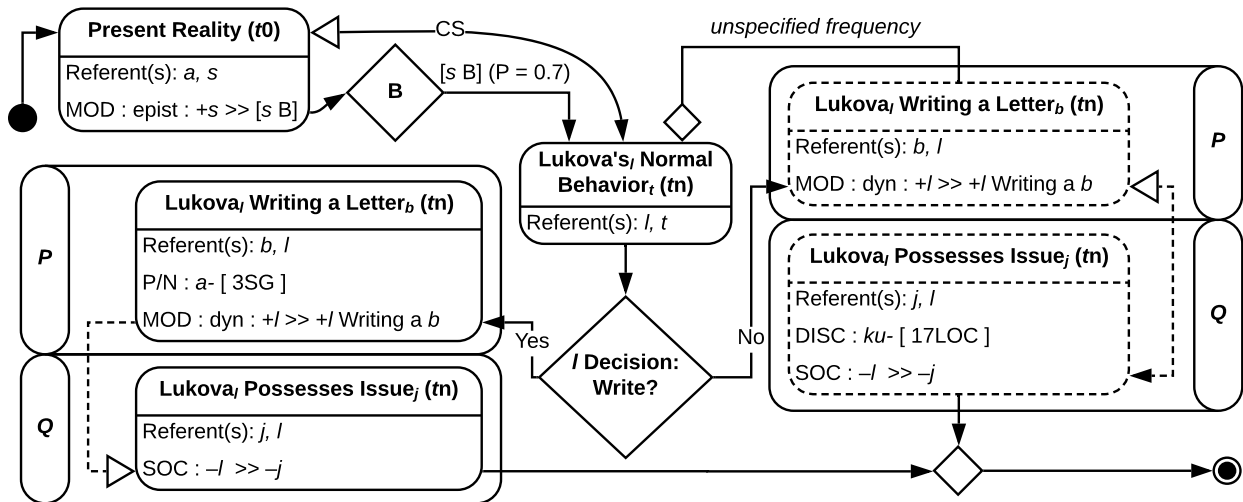 Present Reality (t0)
Referent(s): a, s
MOD : epist : +s >> [s B]
CS
B
[s B] (P = 0.7)
unspecified frequency
Lukova's l Normal
Behavior t (tn)
Referent(s): l, t
P
Lukova l Writing a Letter b (tn)
Referent(s): b, l
P/N : a- [ 3SG ]
MOD : dyn : +l >> +l Writing a b
Q
Lukova l Possesses Issue j (tn)
Referent(s): j, l
SOC : –l >> –j
Yes
l Decision:
Write?
No
Lukova l Writing a Letter b (tn)
Referent(s): b, l
MOD : dyn : +l >> +l Writing a b
P
Lukova l Possesses Issue j (tn)
Referent(s): j, l
DISC : ku- [ 17LOC ]
SOC : –l >> –j
Q